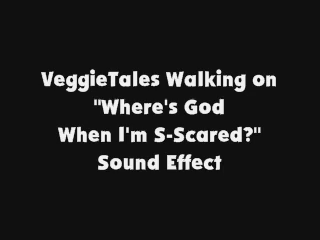 VeggieTales Walking on
"Where's God
When I'm S-Scared?"
Sound Effect